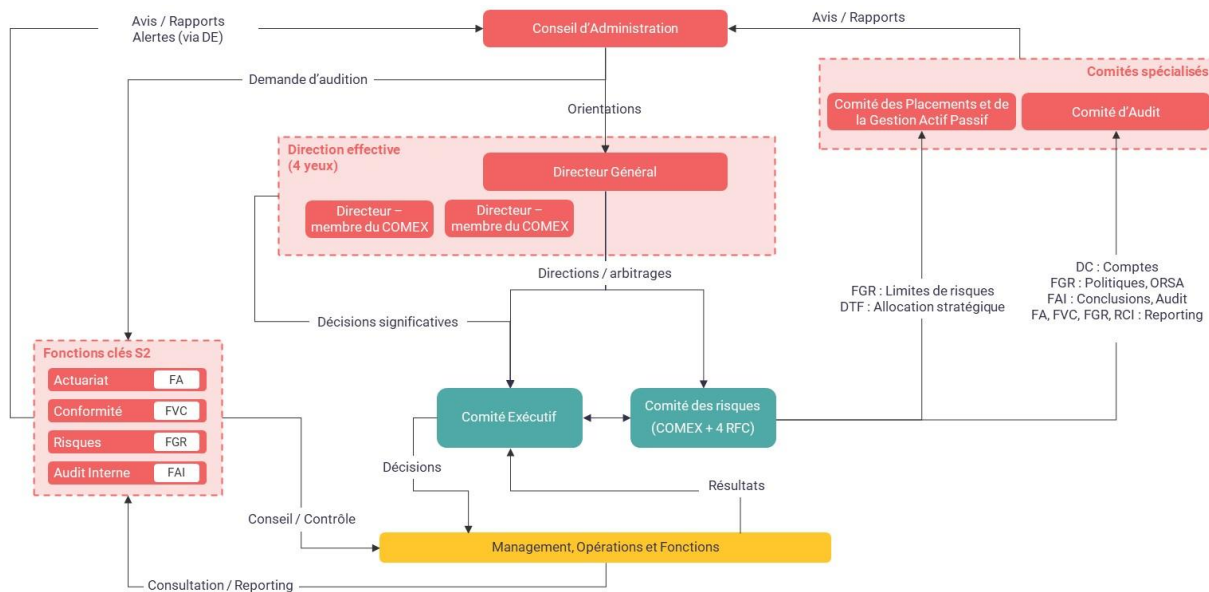 Avis / Rapports
Alertes (via DE)
Conseil d'Administration
Avis / Rapports
Demande d'audition
Orientations
Comités spécialisés
Comité des Placements et de
la Gestion Actif Passif
Comité d'Audit
Direction effective
(4 yeux)
Directeur Général
Directeur –
membre du COMEX
Directeur –
membre du COMEX
Directions / arbitrages
FGR : Limites de risques
DTF : Allocation stratégique
DC : Comptes
FGR : Politiques, ORSA
FAI : Conclusions, Audit
FA, FVC, FGR, RCI : Reporting
Décisions significatives
Fonctions clés S2
Actuariat FA
Conformité FVC
Risques FGR
Audit Interne FAI
Comité Exécutif
Comité des risques
(COMEX + 4 RFC)
Décisions
Résultats
Conseil / Contrôle
Management, Opérations et Fonctions
Consultation / Reporting